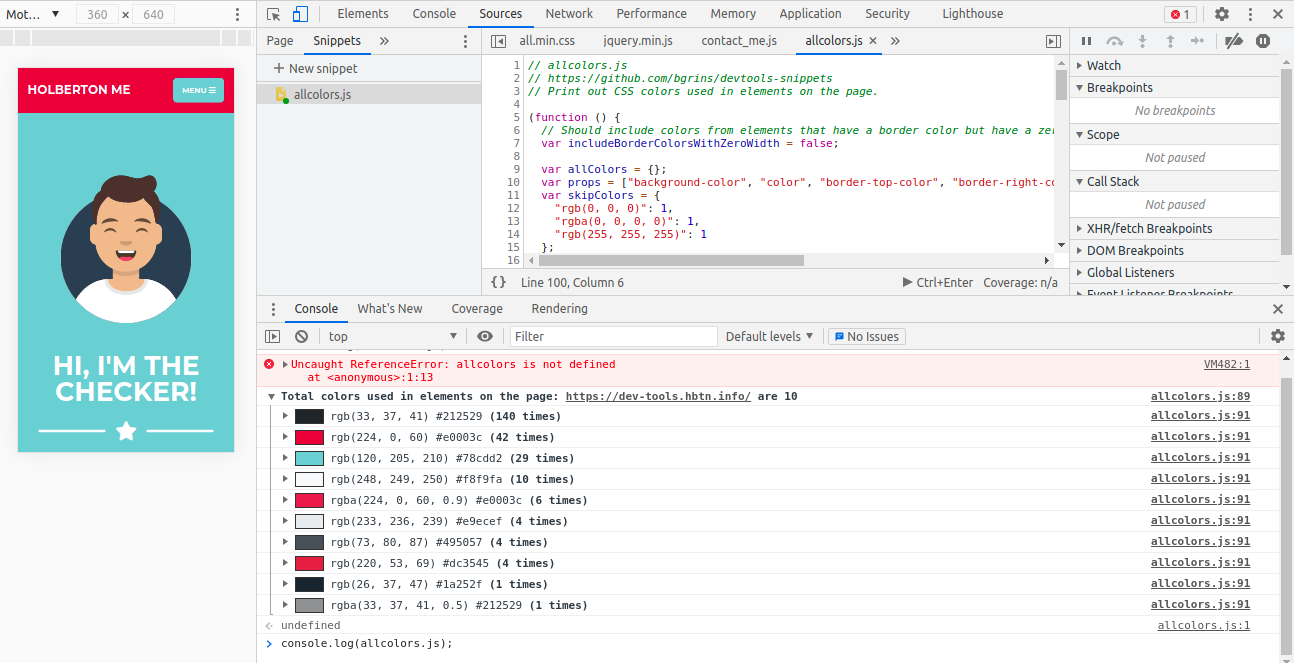 Mot... ▼ 360 × 640
Elements Console Sources Network Performance Memory Application Security Lighthouse 1
HOLBERTON ME
MENU
HI, I'M THE
CHECKER!
Page Snippets »
+ New snippet
allcolors.js
all.min.css jquery.min.js contact_me.js allcolors.js × »
1 // allcolors.js
2 // https://github.com/bgrins/devtools-snippets
3 // Print out CSS colors used in elements on the page.
4
5 (function () {
6 // Should include colors from elements that have a border color but have a zer
7 var includeBorderColorsWithZeroWidth = false;
8
9 var allColors = {};
10 var props = ["background-color", "color", "border-top-color", "border-right-co
11 var skipColors = {
12 "rgb(0, 0, 0)": 1,
13 "rgba(0, 0, 0, 0)": 1,
14 "rgb(255, 255, 255)": 1
15 };
16
{} Line 100, Column 6 Ctrl+Enter Coverage: n/a
Watch
Breakpoints
No breakpoints
Scope
Not paused
Call Stack
Not paused
XHR/fetch Breakpoints
DOM Breakpoints
Global Listeners
Event Listener Breakpoints
Console What's New Coverage Rendering
top Filter Default levels No Issues
Uncaught ReferenceError: allcolors is not defined VM482:1
at <anonymous>:1:13
Total colors used in elements on the page: https://dev-tools.hbtn.info/ are 10 allcolors.js:89
rgb(33, 37, 41) #212529 (140 times) allcolors.js:91
rgb(224, 0, 60) #e0003c (42 times) allcolors.js:91
rgb(120, 205, 210) #78cdd2 (29 times) allcolors.js:91
rgb(248, 249, 250) #f8f9fa (10 times) allcolors.js:91
rgba(224, 0, 60, 0.9) #e0003c (6 times) allcolors.js:91
rgb(233, 236, 239) #e9ecef (4 times) allcolors.js:91
rgb(73, 80, 87) #495057 (4 times) allcolors.js:91
rgb(220, 53, 69) #dc3545 (4 times) allcolors.js:91
rgb(26, 37, 47) #1a252f (1 times) allcolors.js:91
rgba(33, 37, 41, 0.5) #212529 (1 times) allcolors.js:91
undefined allcolors.js:1
console.log(allcolors.js);